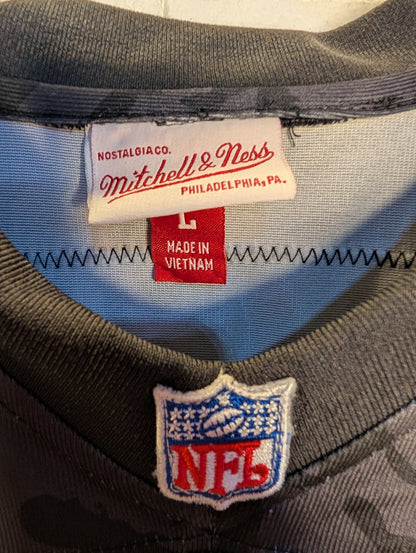 NOSTALGIA CO.
Mitchell & Ness
PHILADELPHIA, PA.
L
MADE IN
VIETNAM
NFL